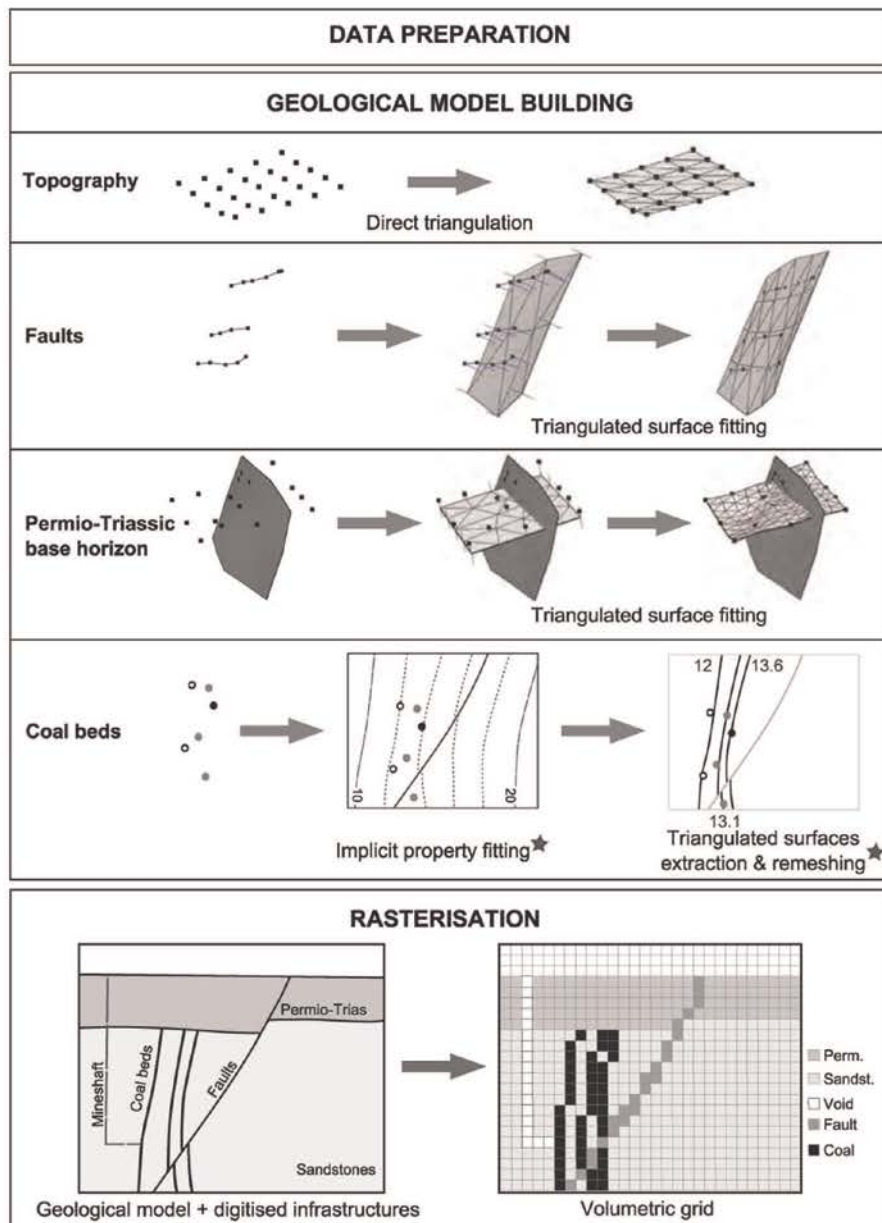 DATA PREPARATION
GEOLOGICAL MODEL BUILDING
Topography
Direct triangulation
Faults
Triangulated surface fitting
Permio-Triassic
base horizon
Triangulated surface fitting
Coal beds
10
20
Implicit property fitting
12
13.6
13.1
Triangulated surfaces
extraction & remeshing
RASTERISATION
Permio-Trias
Mineshaft
Coal beds
Faults
Sandstones
Geological model + digitised infrastructures
Perm.
Sandst.
Void
Fault
Coal
Volumetric grid